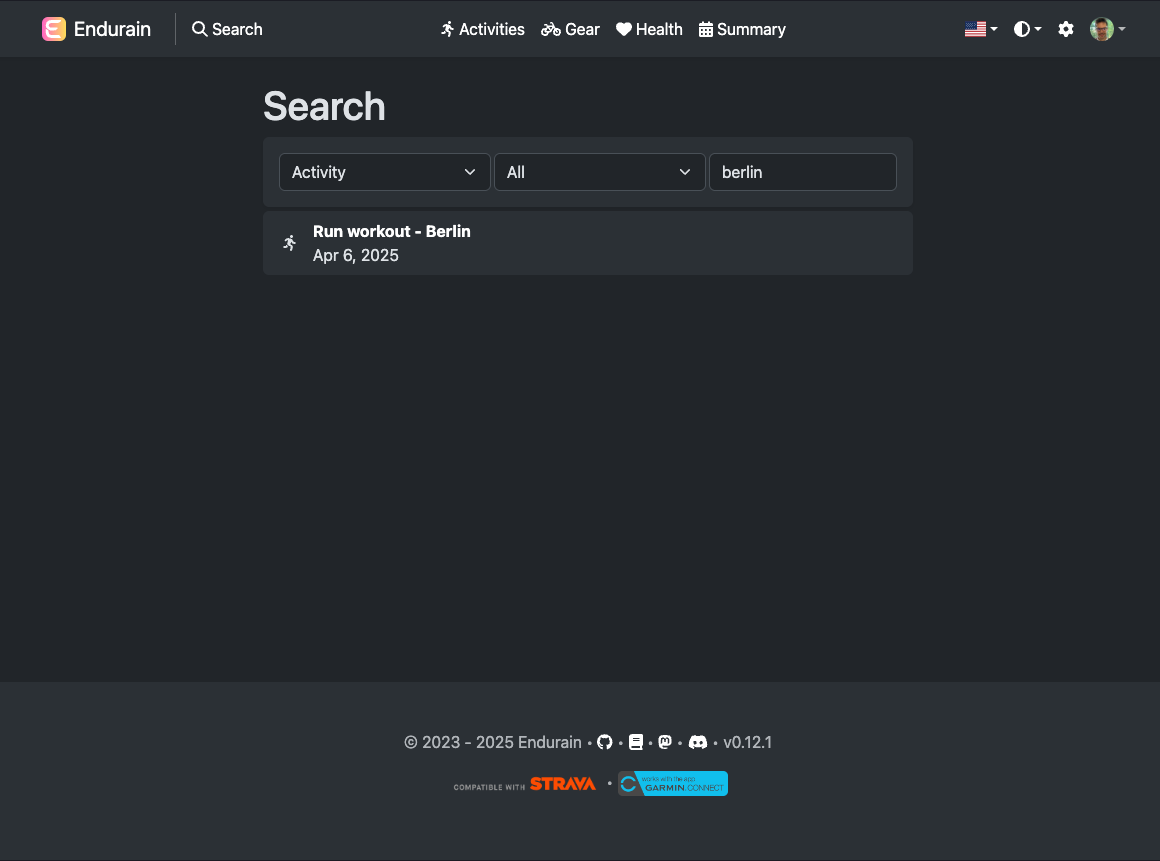 Endurain Search Activities Gear Health Summary
Search
Activity All berlin
Run workout - Berlin
Apr 6, 2025
© 2023 - 2025 Endurain • • • • • v0.12.1
COMPATIBLE WITH STRAVA • works with the app GARMIN.CONNECT